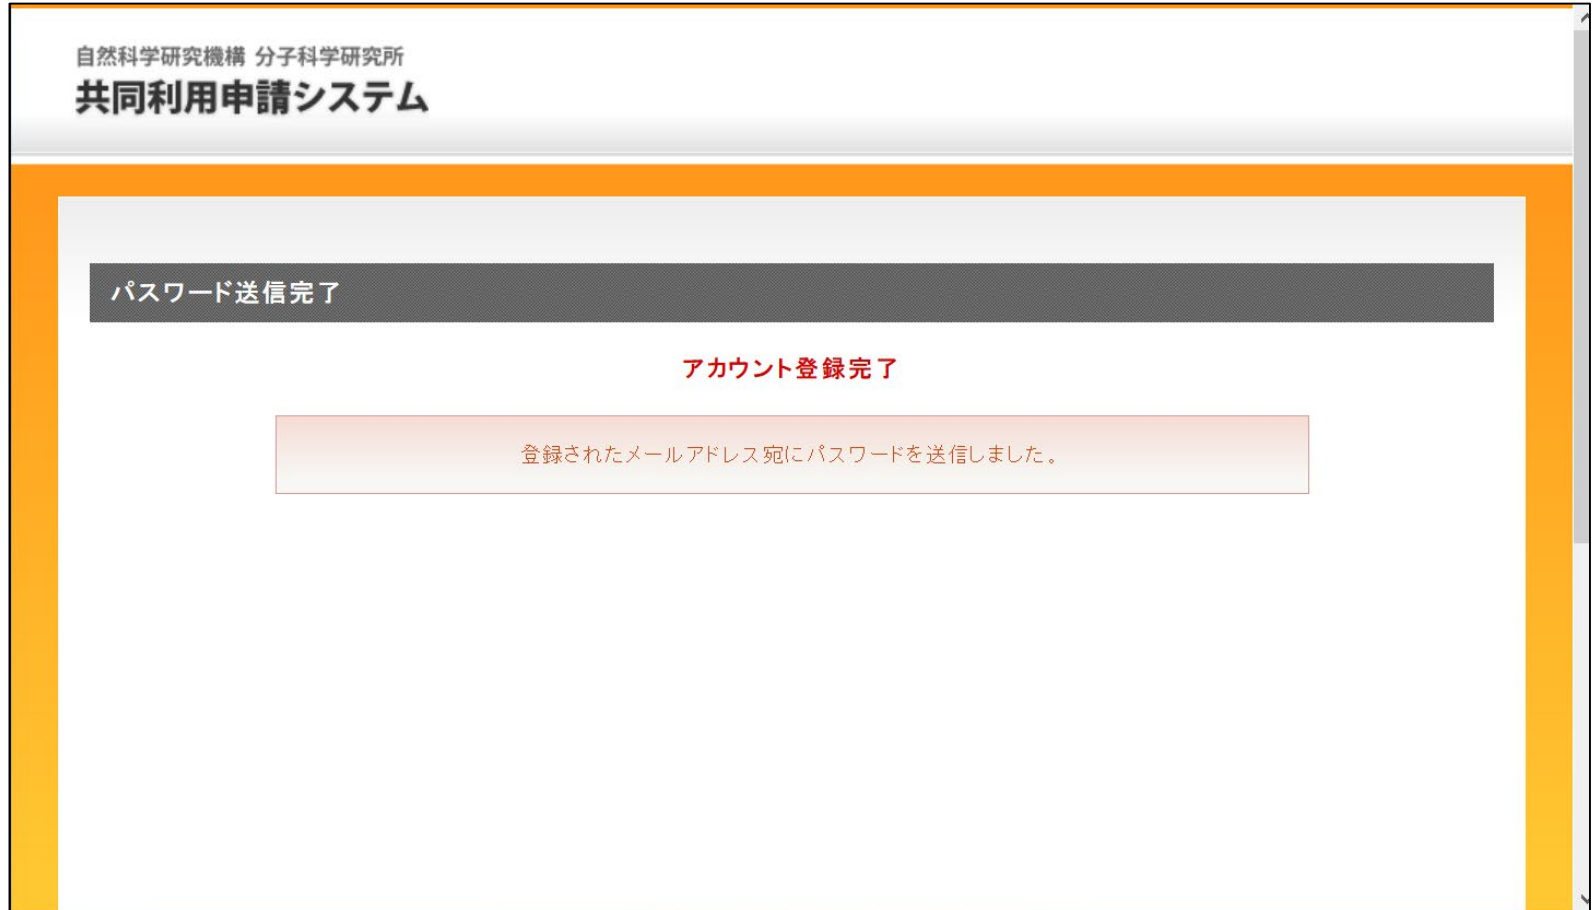 自然科学研究機構 分子科学研究所
共同利用申請システム
パスワード送信完了
アカウント登録完了
登録されたメールアドレス宛にパスワードを送信しました。